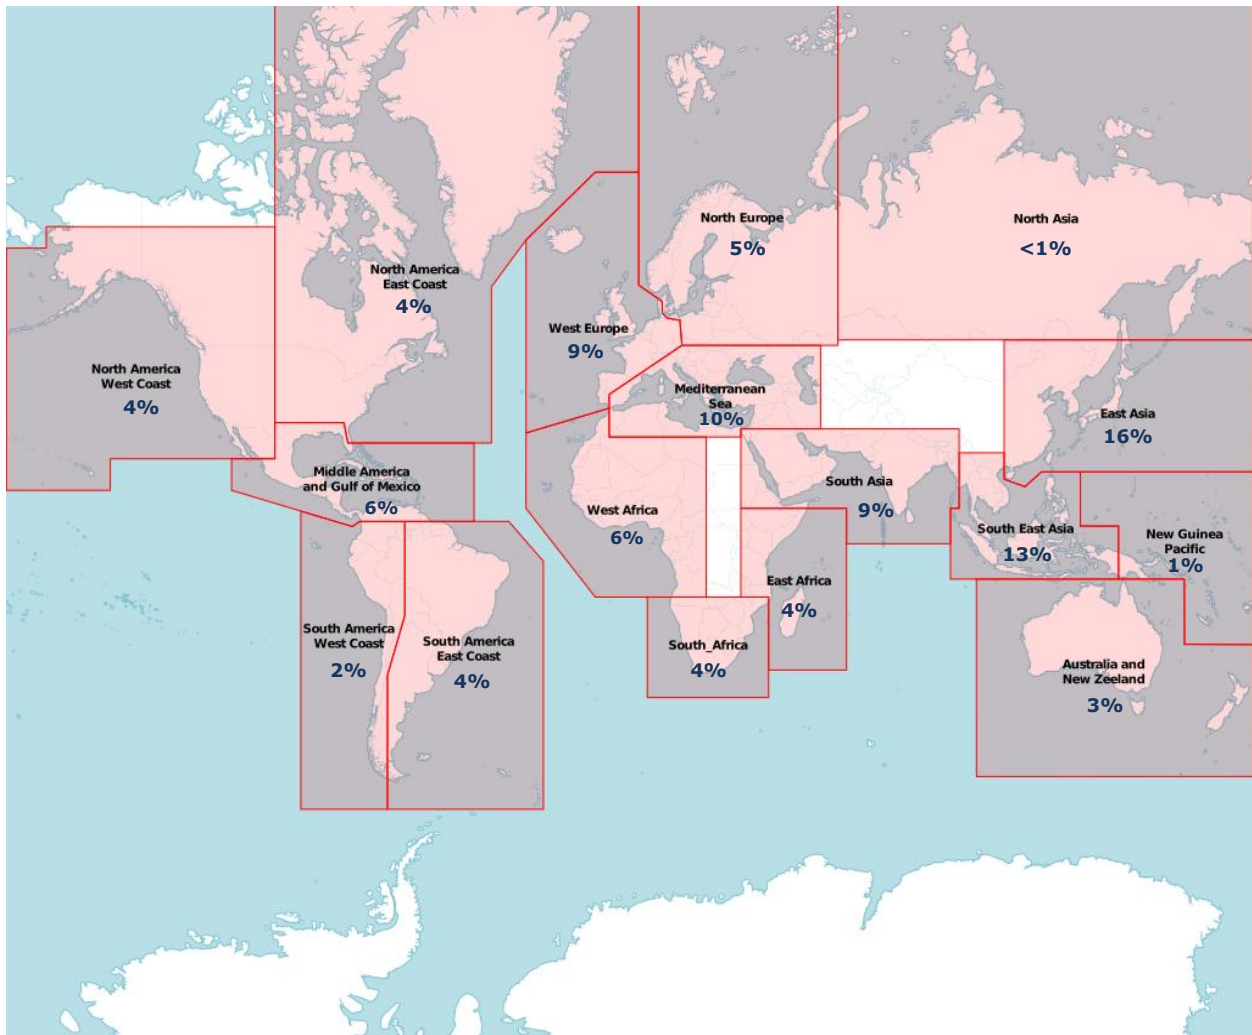 North Europe
5%
North Asia
<1%
North America
East Coast
4%
West Europe
9%
North America
West Coast
4%
Mediterranean
Sea
10%
East Asia
16%
Middle America
and Gulf of Mexico
6%
South Asia
9%
West Africa
6%
South East Asia
13%
New Guinea
Pacific
1%
East Africa
4%
South America
West Coast
2%
South America
East Coast
4%
South_Africa
4%
Australia and
New Zeeland
3%